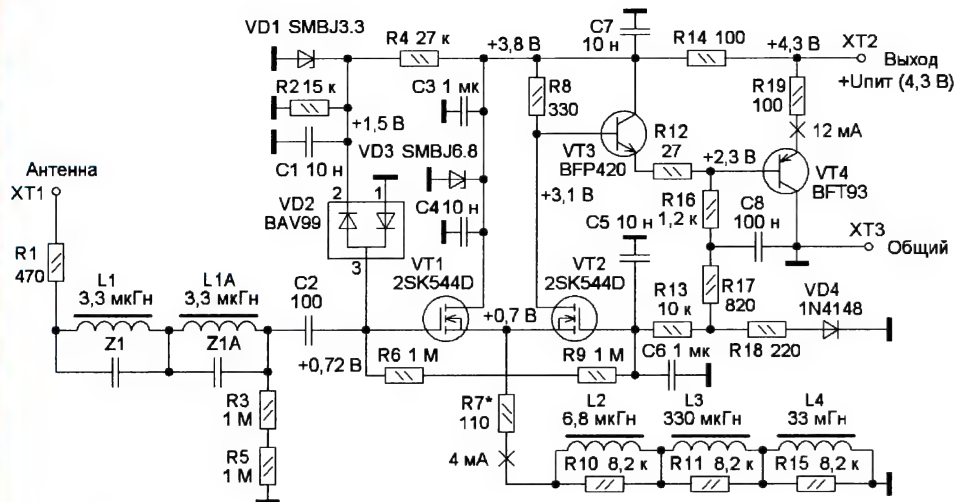 VD1 SMBJ3.3
R4 27 к
+3,8 В
C7
10 н
R14 100
+4,3 В
XT2
Выход
+Uпит (4,3 В)
R2 15 к
C3 1 мк
R8
330
R19
100
12 мА
+1,5 В
VD3 SMBJ6.8
C1 10 н
VT3
BFP420
R12
27
+2,3 В
VT4
BFT93
Антенна
XT1
2
1
VD2
BAV99
3
C4 10 н
+3,1 В
C5 10 н
R16
1,2 к
C8
100 н
XT3
Общий
R1
470
L1
3,3 мкГн
L1A
3,3 мкГн
C2
100
VT1
2SK544D
+0,7 В
VT2
2SK544D
R13
10 к
R17
820
VD4
1N4148
Z1
Z1A
+0,72 В
R6 1 М
R9 1 М
C6 1 мк
R18 220
R3
1 М
R5
1 М
R7*
110
4 мА
L2
6,8 мкГн
L3
330 мкГн
L4
33 мГн
R10 8,2 к
R11 8,2 к
R15 8,2 к